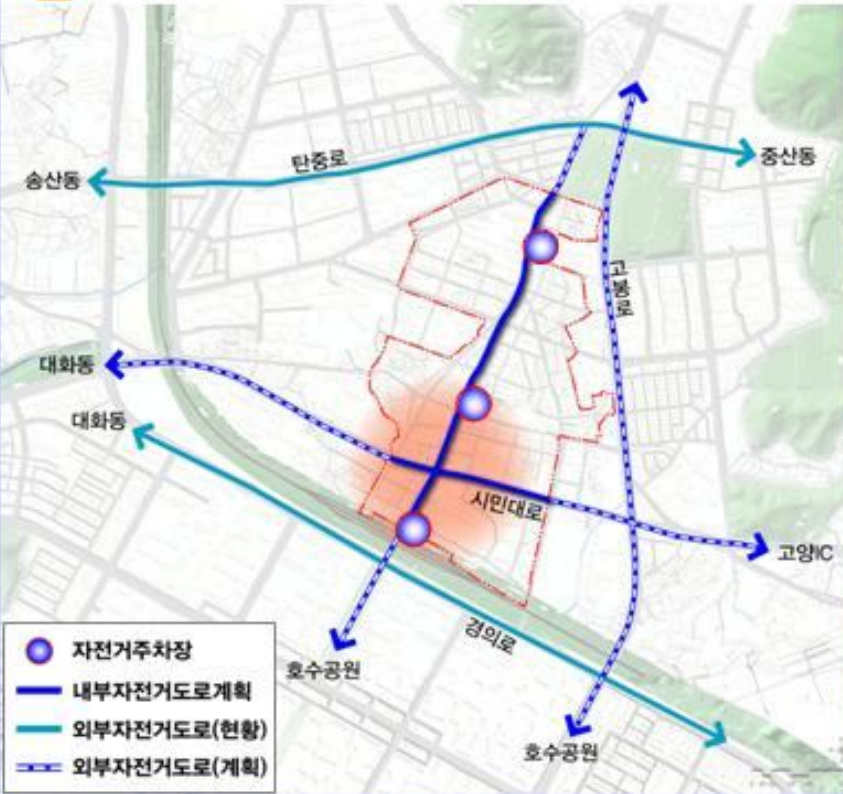 탄중로
중산동
송산동
고봉로
대화동
대화동
시민대로
고양IC
경의로
호수공원
호수공원
자전거주차장
내부자전거도로계획
외부자전거도로(현황)
외부자전거도로(계획)